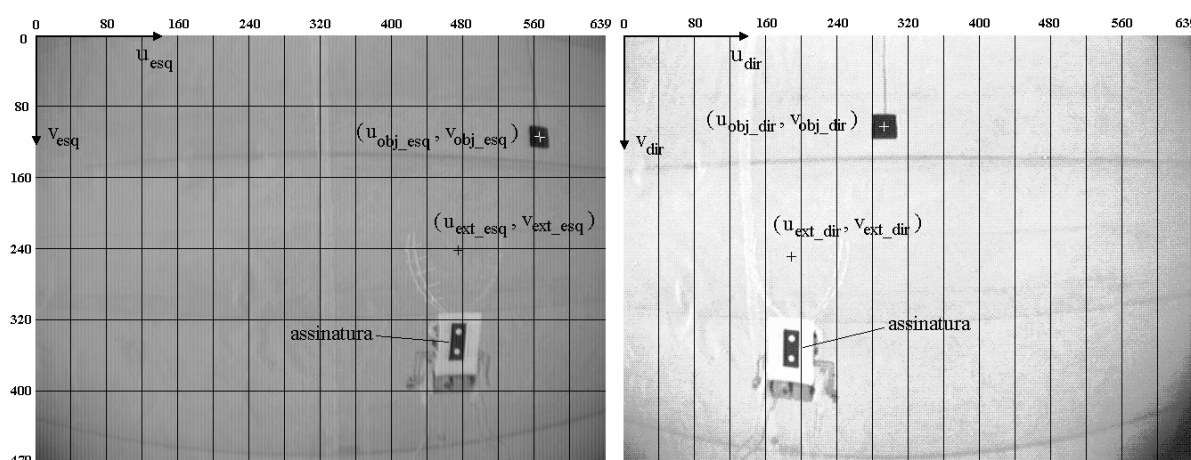 0 80 160 240 320 400 480 560 639
0 80 160 240 320 400 480 560 63
u_esq
u_dir
80
v_esq
(u_obj_esq, v_obj_esq)
(u_obj_dir, v_obj_dir)
v_dir
160
(u_ext_esq, v_ext_esq)
(u_ext_dir, v_ext_dir)
240
320
assinatura
assinatura
400